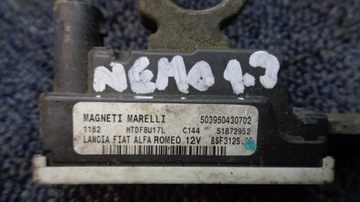 NEMO 1.3
MAGNETI MARELLI 503950430702
1182 HTDF8U17L C144 51872952
LANCIA FIAT ALFA ROMEO 12V BSF3125.